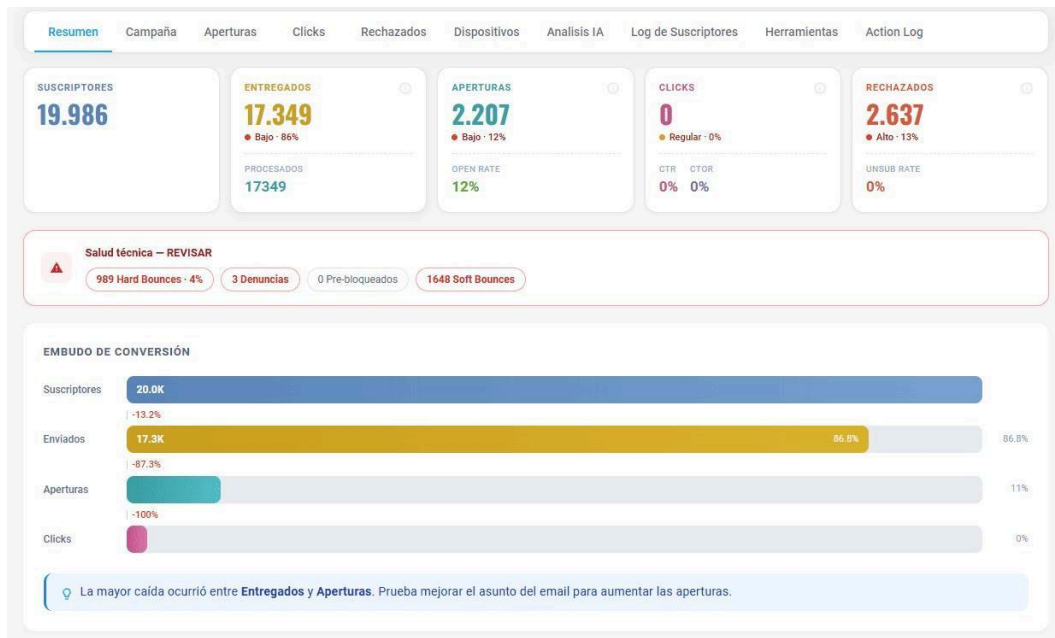 Resumen Campaña Aperturas Clicks Rechazados Dispositivos Analisis IA Log de Suscriptores Herramientas Action Log
SUSCRIPTORES
19.986
ENTREGADOS
17.349
Bajo · 86%
PROCESADOS
17349
APERTURAS
2.207
Bajo · 12%
OPEN RATE
12%
CLICKS
0
Regular · 0%
CTR CTOR
0% 0%
RECHAZADOS
2.637
Alto · 13%
UNSUB RATE
0%
Salud técnica — REVISAR
989 Hard Bounces · 4% 3 Denuncias 0 Pre-bloqueados 1648 Soft Bounces
EMBUDO DE CONVERSIÓN
Suscriptores 20.0K
-13.2%
Enviados 17.3K 86.8% 86.8%
-87.3%
Aperturas 11%
-100%
Clicks 0%
La mayor caída ocurrió entre Entregados y Aperturas. Prueba mejorar el asunto del email para aumentar las aperturas.